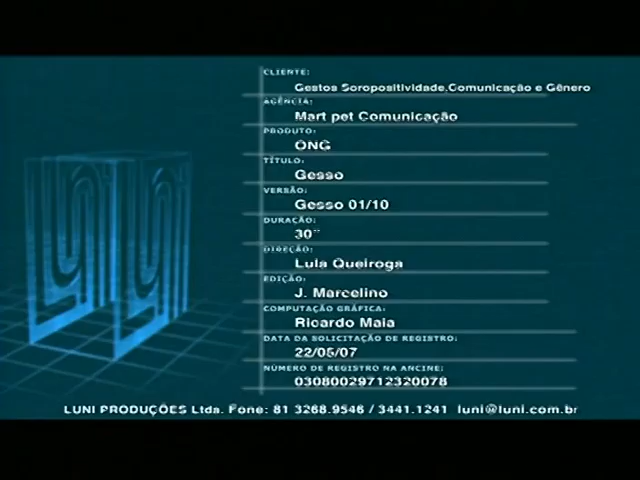 CLIENTE:
Gestos Soropositividade,Comunicação e Gênero
AGÊNCIA:
Mart pet Comunicação
PRODUTO:
ONG
TÍTULO:
Gesso
VERSÃO:
Gesso 01/10
DURAÇÃO:
30"
DIREÇÃO:
Lula Queiroga
EDIÇÃO:
J. Marcelino
COMPUTAÇÃO GRÁFICA:
Ricardo Maia
DATA DA SOLICITAÇÃO DE REGISTRO:
22/05/07
NÚMERO DE REGISTRO NA ANCINE:
03080029712320078
LUNI PRODUÇÕES Ltda. Fone: 81 3268.9546 / 3441.1241 luni@luni.com.br